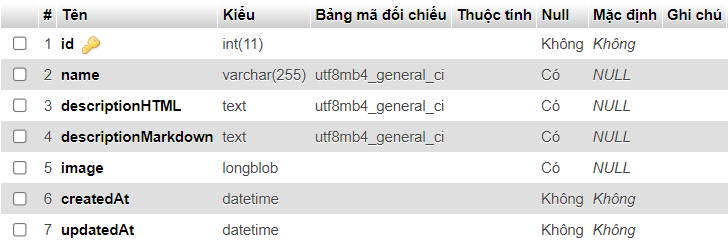 # Tên Kiểu Bảng mã đối chiếu Thuộc tính Null Mặc định Ghi chú
1 id int(11) Không Không
2 name varchar(255) utf8mb4_general_ci Có NULL
3 descriptionHTML text utf8mb4_general_ci Có NULL
4 descriptionMarkdown text utf8mb4_general_ci Có NULL
5 image longblob Có NULL
6 createdAt datetime Không Không
7 updatedAt datetime Không Không